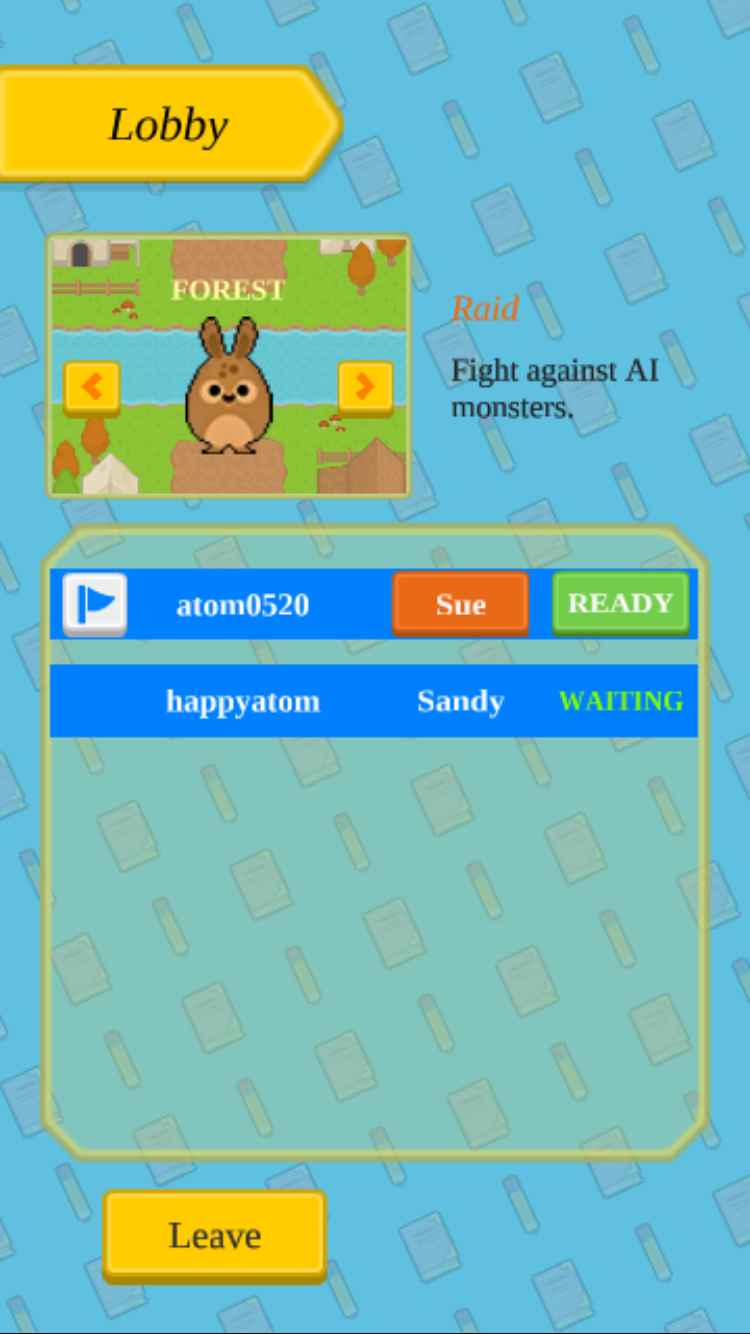 Lobby
FOREST
Raid
Fight against AI
monsters.
atom0520 Sue READY
happyatom Sandy WAITING
Leave